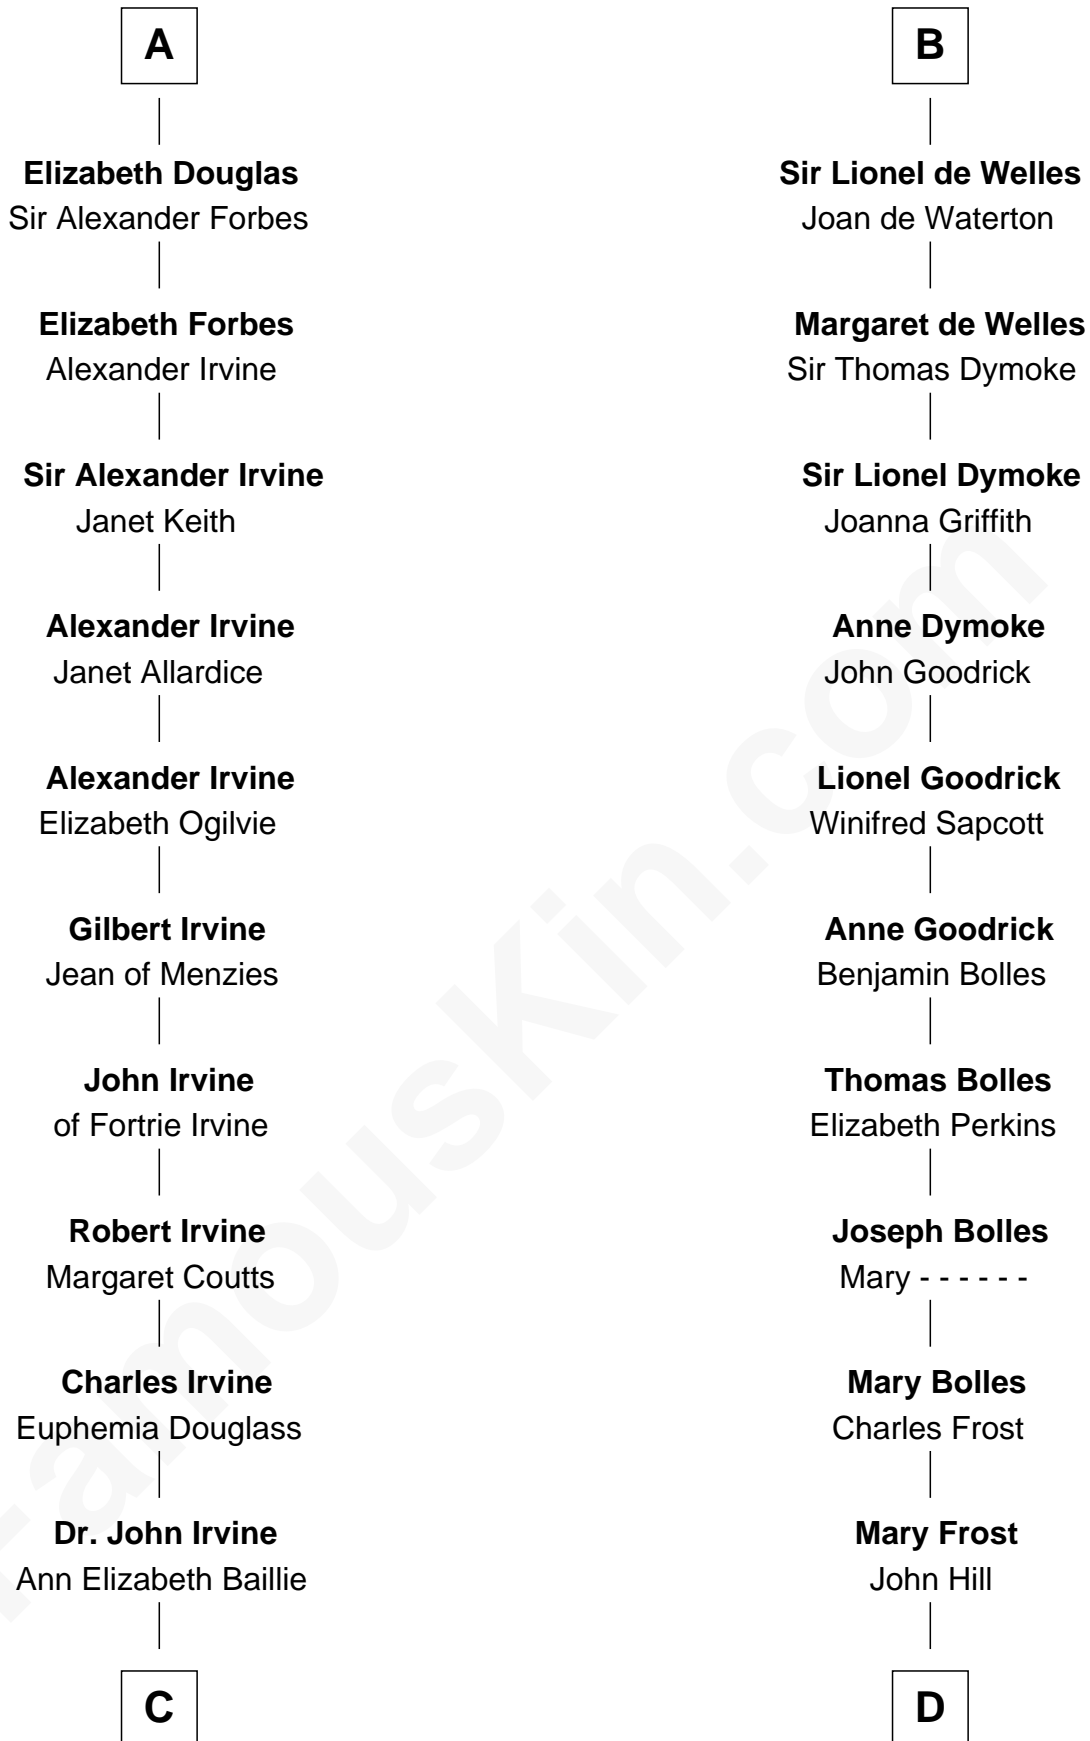 A
Elizabeth Douglas
Sir Alexander Forbes
Elizabeth Forbes
Alexander Irvine
Sir Alexander Irvine
Janet Keith
Alexander Irvine
Janet Allardice
Alexander Irvine
Elizabeth Ogilvie
Gilbert Irvine
Jean of Menzies
John Irvine
of Fortrie Irvine
Robert Irvine
Margaret Coutts
Charles Irvine
Euphemia Douglass
Dr. John Irvine
Ann Elizabeth Baillie
C
B
Sir Lionel de Welles
Joan de Waterton
Margaret de Welles
Sir Thomas Dymoke
Sir Lionel Dymoke
Joanna Griffith
Anne Dymoke
John Goodrick
Lionel Goodrick
Winifred Sapcott
Anne Goodrick
Benjamin Bolles
Thomas Bolles
Elizabeth Perkins
Joseph Bolles
Mary - - - - - -
Mary Bolles
Charles Frost
Mary Frost
John Hill
D
FamousKin.com